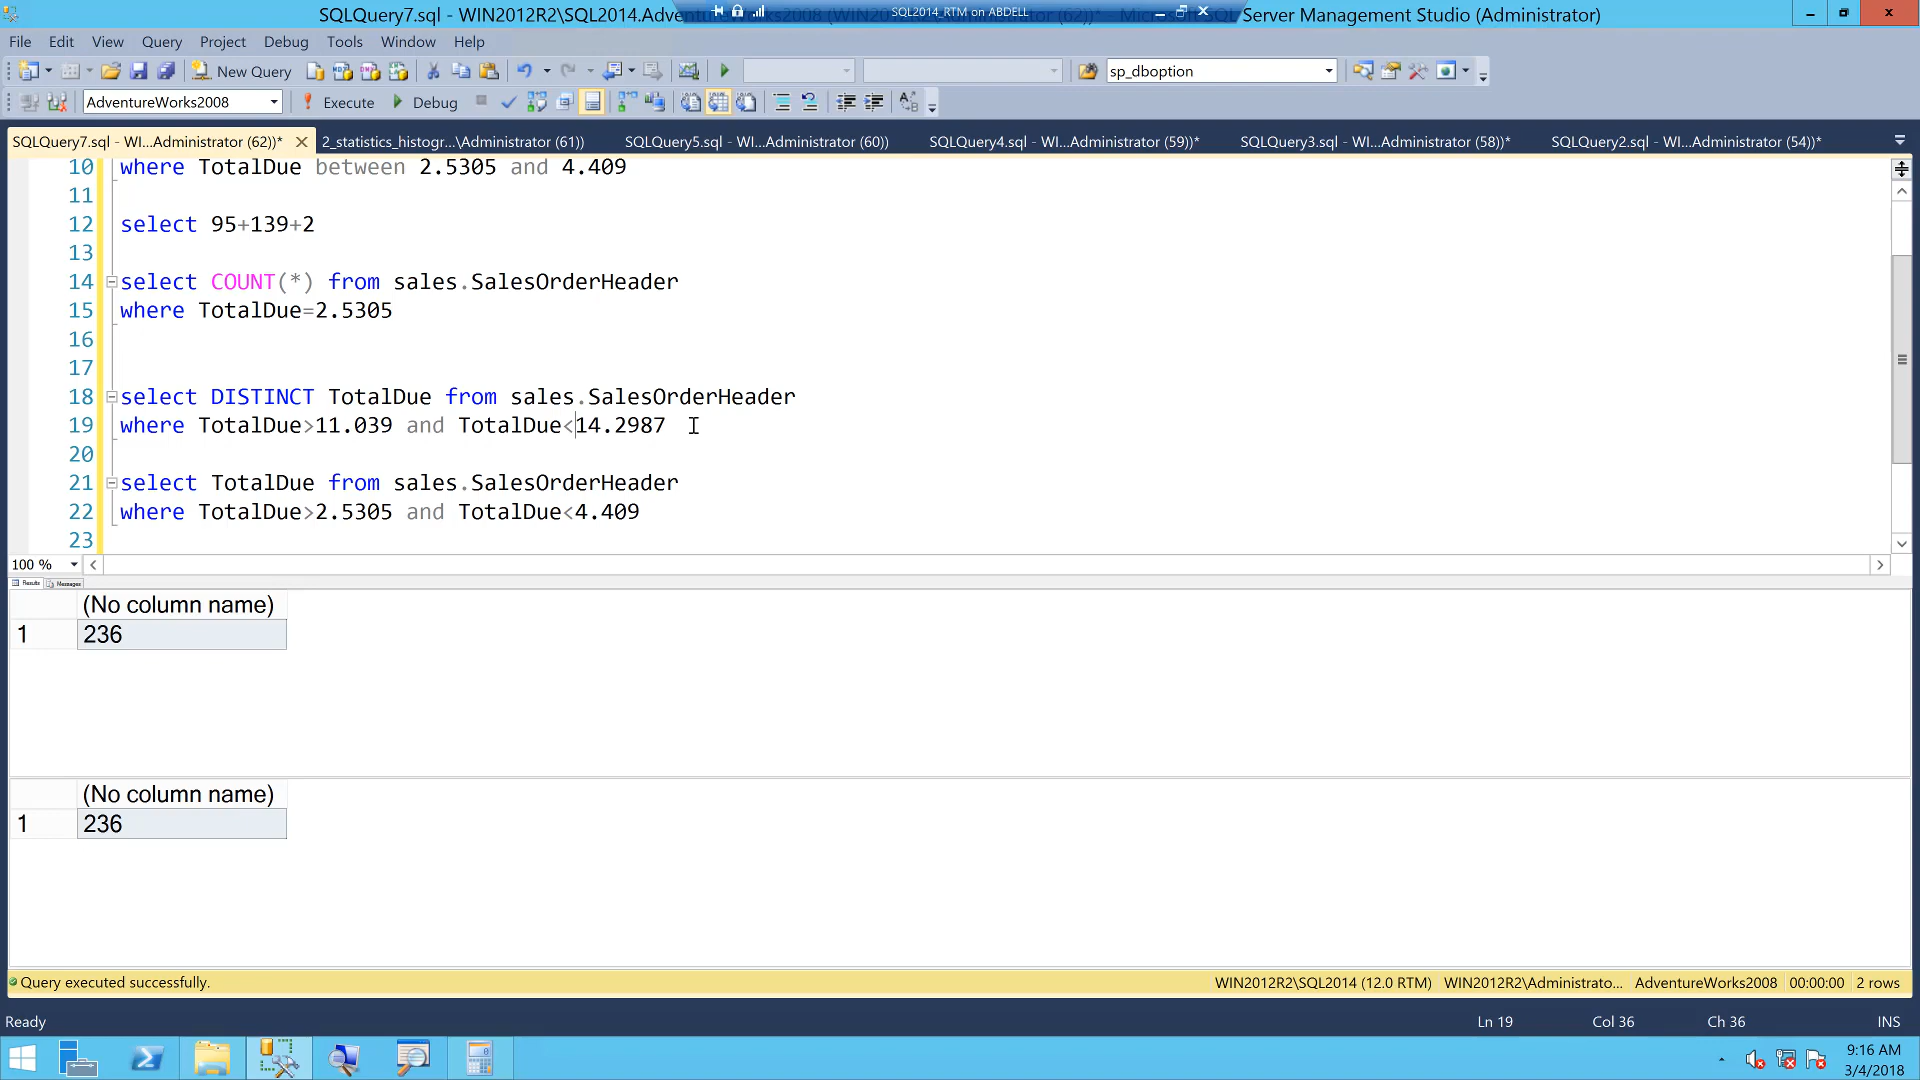 SQLQuery7.sql - WIN2012R2\SQL2014.Adventu
SQL2014_RTM on ABDELL
Server Management Studio (Administrator)
File Edit View Query Project Debug Tools Window Help
New Query sp_dboption
AdventureWorks2008 Execute Debug
SQLQuery7.sql - WI...Administrator (62))* 2_statistics_histogr...\Administrator (61)) SQLQuery5.sql - WI...Administrator (60)) SQLQuery4.sql - WI...Administrator (59))* SQLQuery3.sql - WI...Administrator (58))* SQLQuery2.sql - WI...Administrator (54))*
10 where TotalDue between 2.5305 and 4.409
11
12 select 95+139+2
13
14 select COUNT(*) from sales.SalesOrderHeader
15 where TotalDue=2.5305
16
17
18 select DISTINCT TotalDue from sales.SalesOrderHeader
19 where TotalDue>11.039 and TotalDue<14.2987
20
21 select TotalDue from sales.SalesOrderHeader
22 where TotalDue>2.5305 and TotalDue<4.409
23
100 %
Results Messages
(No column name)
1 236
(No column name)
1 236
Query executed successfully. WIN2012R2\SQL2014 (12.0 RTM) WIN2012R2\Administrato... AdventureWorks2008 00:00:00 2 rows
Ready Ln 19 Col 36 Ch 36 INS
9:16 AM
3/4/2018